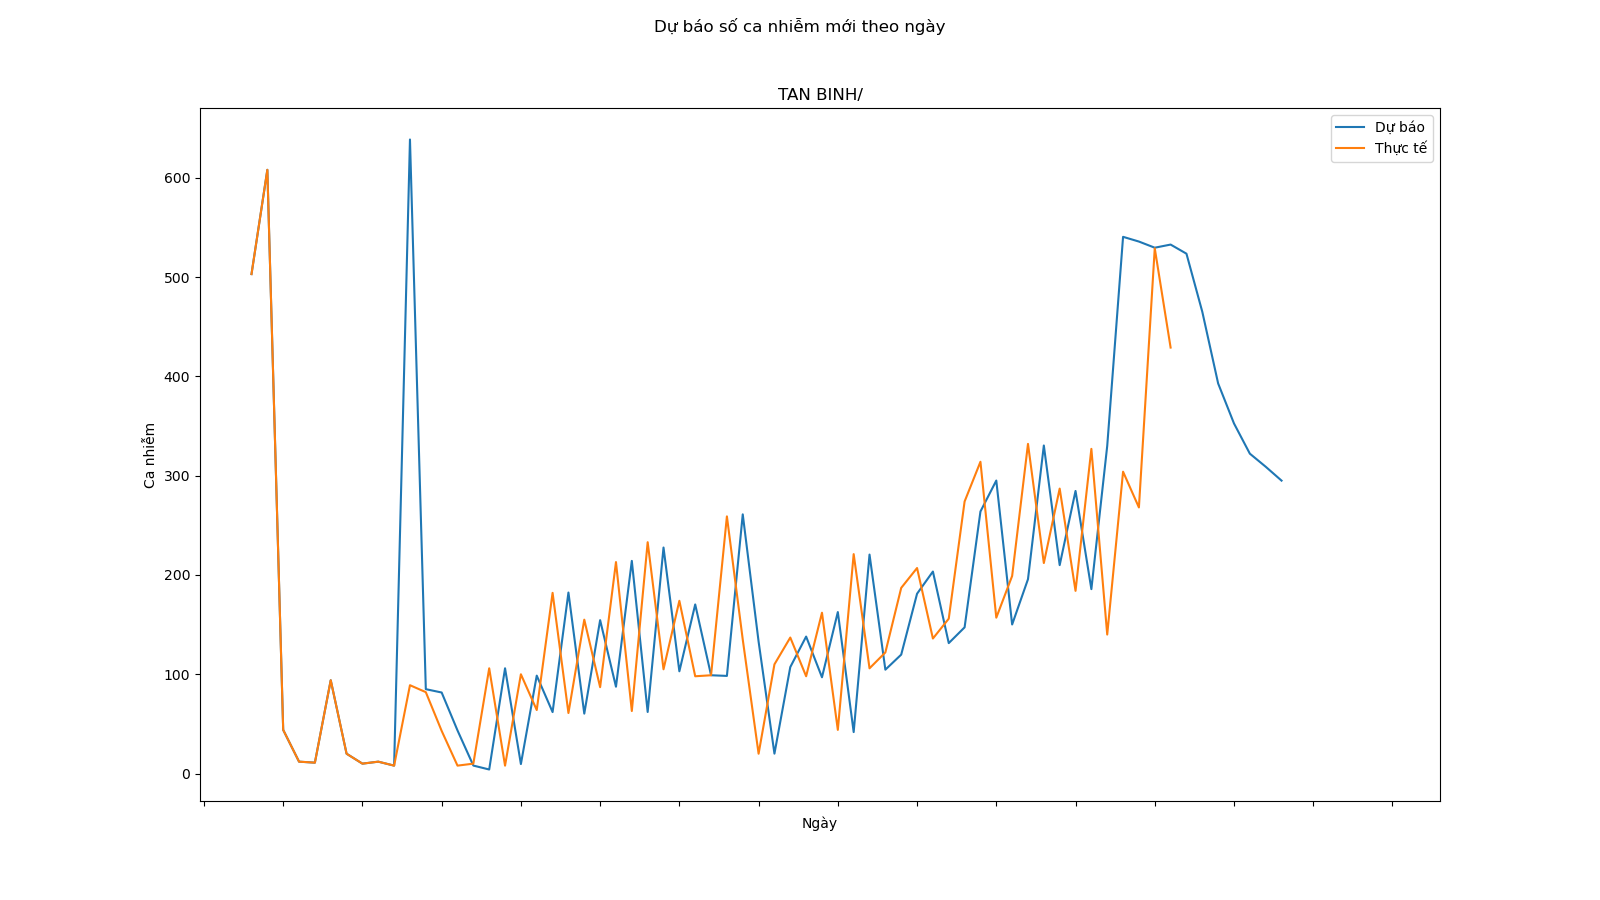 Dự báo số ca nhiễm mới theo ngày
TAN BINH/
Dự báo
Thực tế
600
500
400
300
200
100
0
Ca nhiễm
Ngày